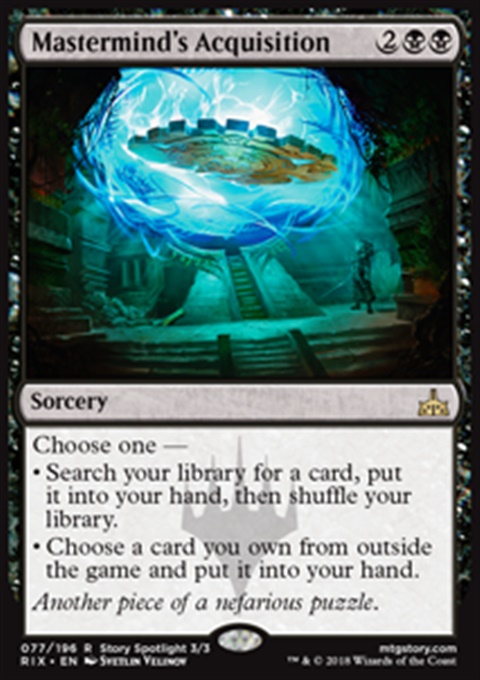 Mastermind's Acquisition 2
Sorcery
Choose one —
• Search your library for a card, put
it into your hand, then shuffle your
library.
• Choose a card you own from outside
the game and put it into your hand.
Another piece of a nefarious puzzle.
077/196 R Story Spotlight 3/3 mtgstory.com
RIX • EN Svetlin Velinov ™ & © 2018 Wizards of the Coast